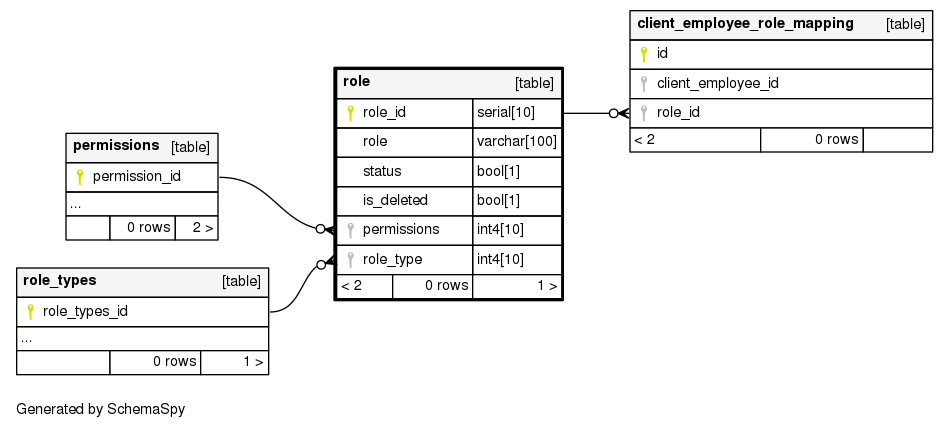 client_employee_role_mapping [table]
id
client_employee_id
role_id
< 2 0 rows
role [table]
role_id serial[10]
role varchar[100]
status bool[1]
is_deleted bool[1]
permissions int4[10]
role_type int4[10]
< 2 0 rows 1 >
permissions [table]
permission_id
...
0 rows 2 >
role_types [table]
role_types_id
...
0 rows 1 >
Generated by SchemaSpy